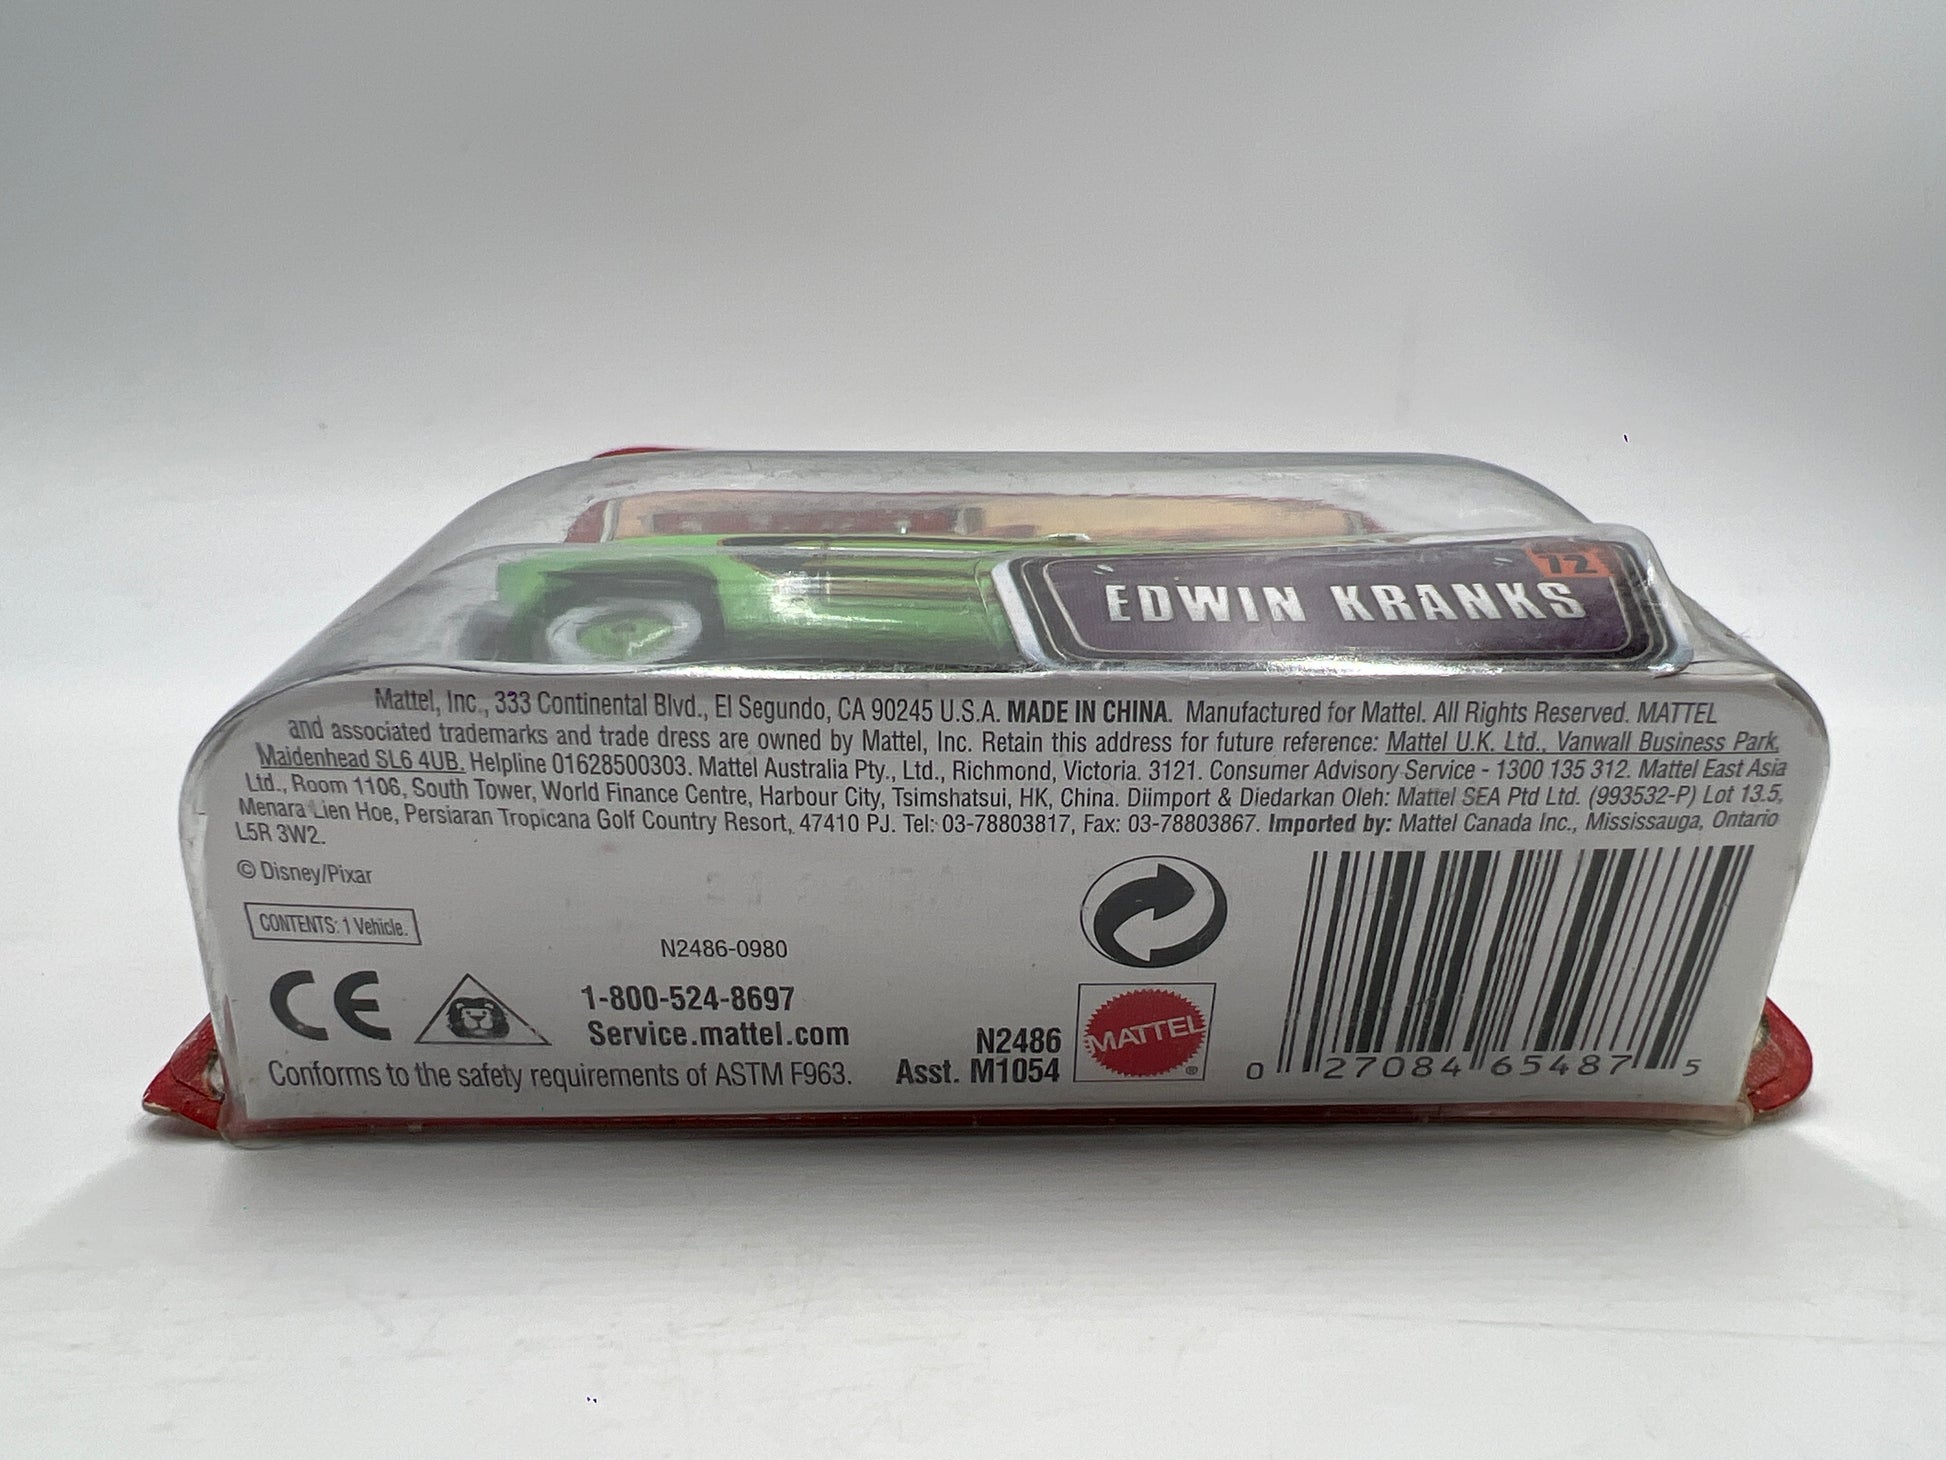 72
EDWIN KRANKS
Mattel, Inc., 333 Continental Blvd., El Segundo, CA 90245 U.S.A. MADE IN CHINA. Manufactured for Mattel. All Rights Reserved. MATTEL
and associated trademarks and trade dress are owned by Mattel, Inc. Retain this address for future reference: Mattel U.K. Ltd., Vanwall Business Park,
Maidenhead SL6 4UB. Helpline 01628500303. Mattel Australia Pty., Ltd., Richmond, Victoria. 3121. Consumer Advisory Service - 1300 135 312. Mattel East Asia
Ltd., Room 1106, South Tower, World Finance Centre, Harbour City, Tsimshatsui, HK, China. Diimport & Diedarkan Oleh: Mattel SEA Ptd Ltd. (993532-P) Lot 13.5,
Menara Lien Hoe, Persiaran Tropicana Golf Country Resort, 47410 PJ. Tel: 03-78803817, Fax: 03-78803867. Imported by: Mattel Canada Inc., Mississauga, Ontario
L5R 3W2.
© Disney/Pixar
CONTENTS: 1 Vehicle.
N2486-0980
CE
1-800-524-8697
Service.mattel.com
Conforms to the safety requirements of ASTM F963.
N2486
Asst. M1054
MATTEL®
0 27084 65487 5